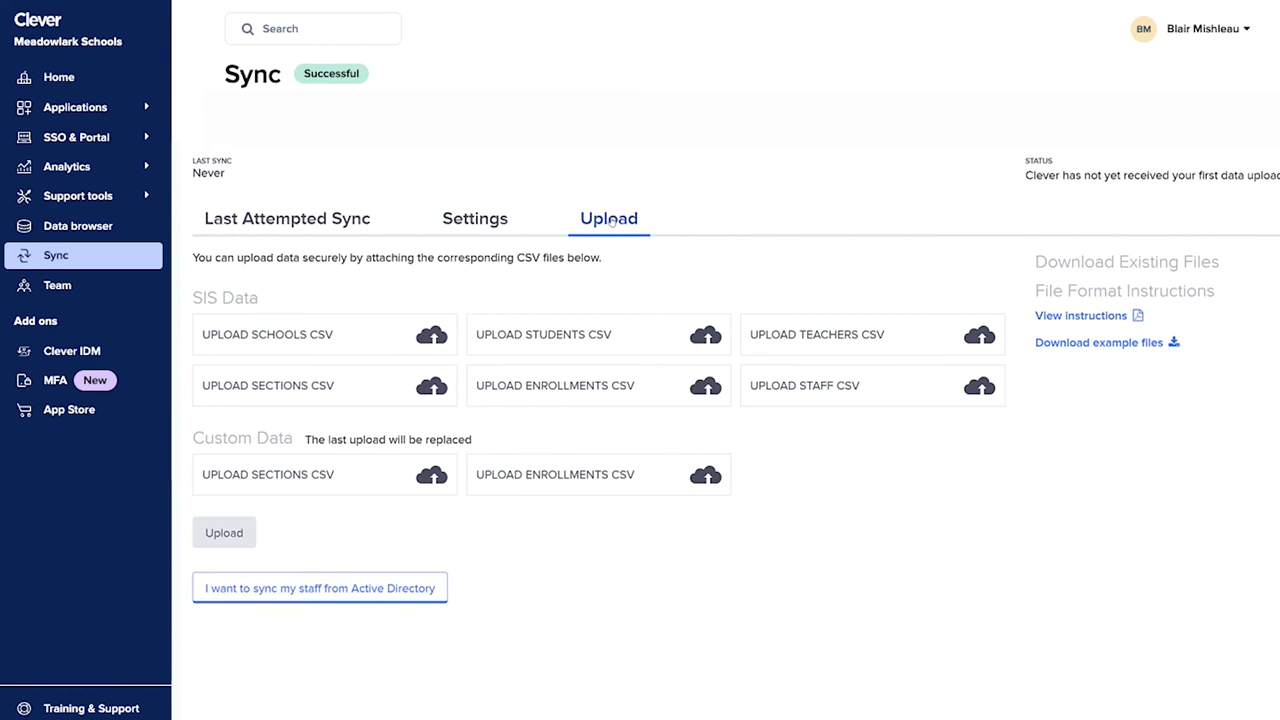 Clever
Meadowlark Schools
Home
Applications
SSO & Portal
Analytics
Support tools
Data browser
Sync
Team
Add ons
Clever IDM
MFA New
App Store
Training & Support
Search
BM Blair Mishleau
Sync Successful
LAST SYNC
Never
STATUS
Clever has not yet received your first data upload
Last Attempted Sync Settings Upload
You can upload data securely by attaching the corresponding CSV files below.
SIS Data
UPLOAD SCHOOLS CSV UPLOAD STUDENTS CSV UPLOAD TEACHERS CSV
UPLOAD SECTIONS CSV UPLOAD ENROLLMENTS CSV UPLOAD STAFF CSV
Custom Data The last upload will be replaced
UPLOAD SECTIONS CSV UPLOAD ENROLLMENTS CSV
Upload
I want to sync my staff from Active Directory
Download Existing Files
File Format Instructions
View instructions
Download example files